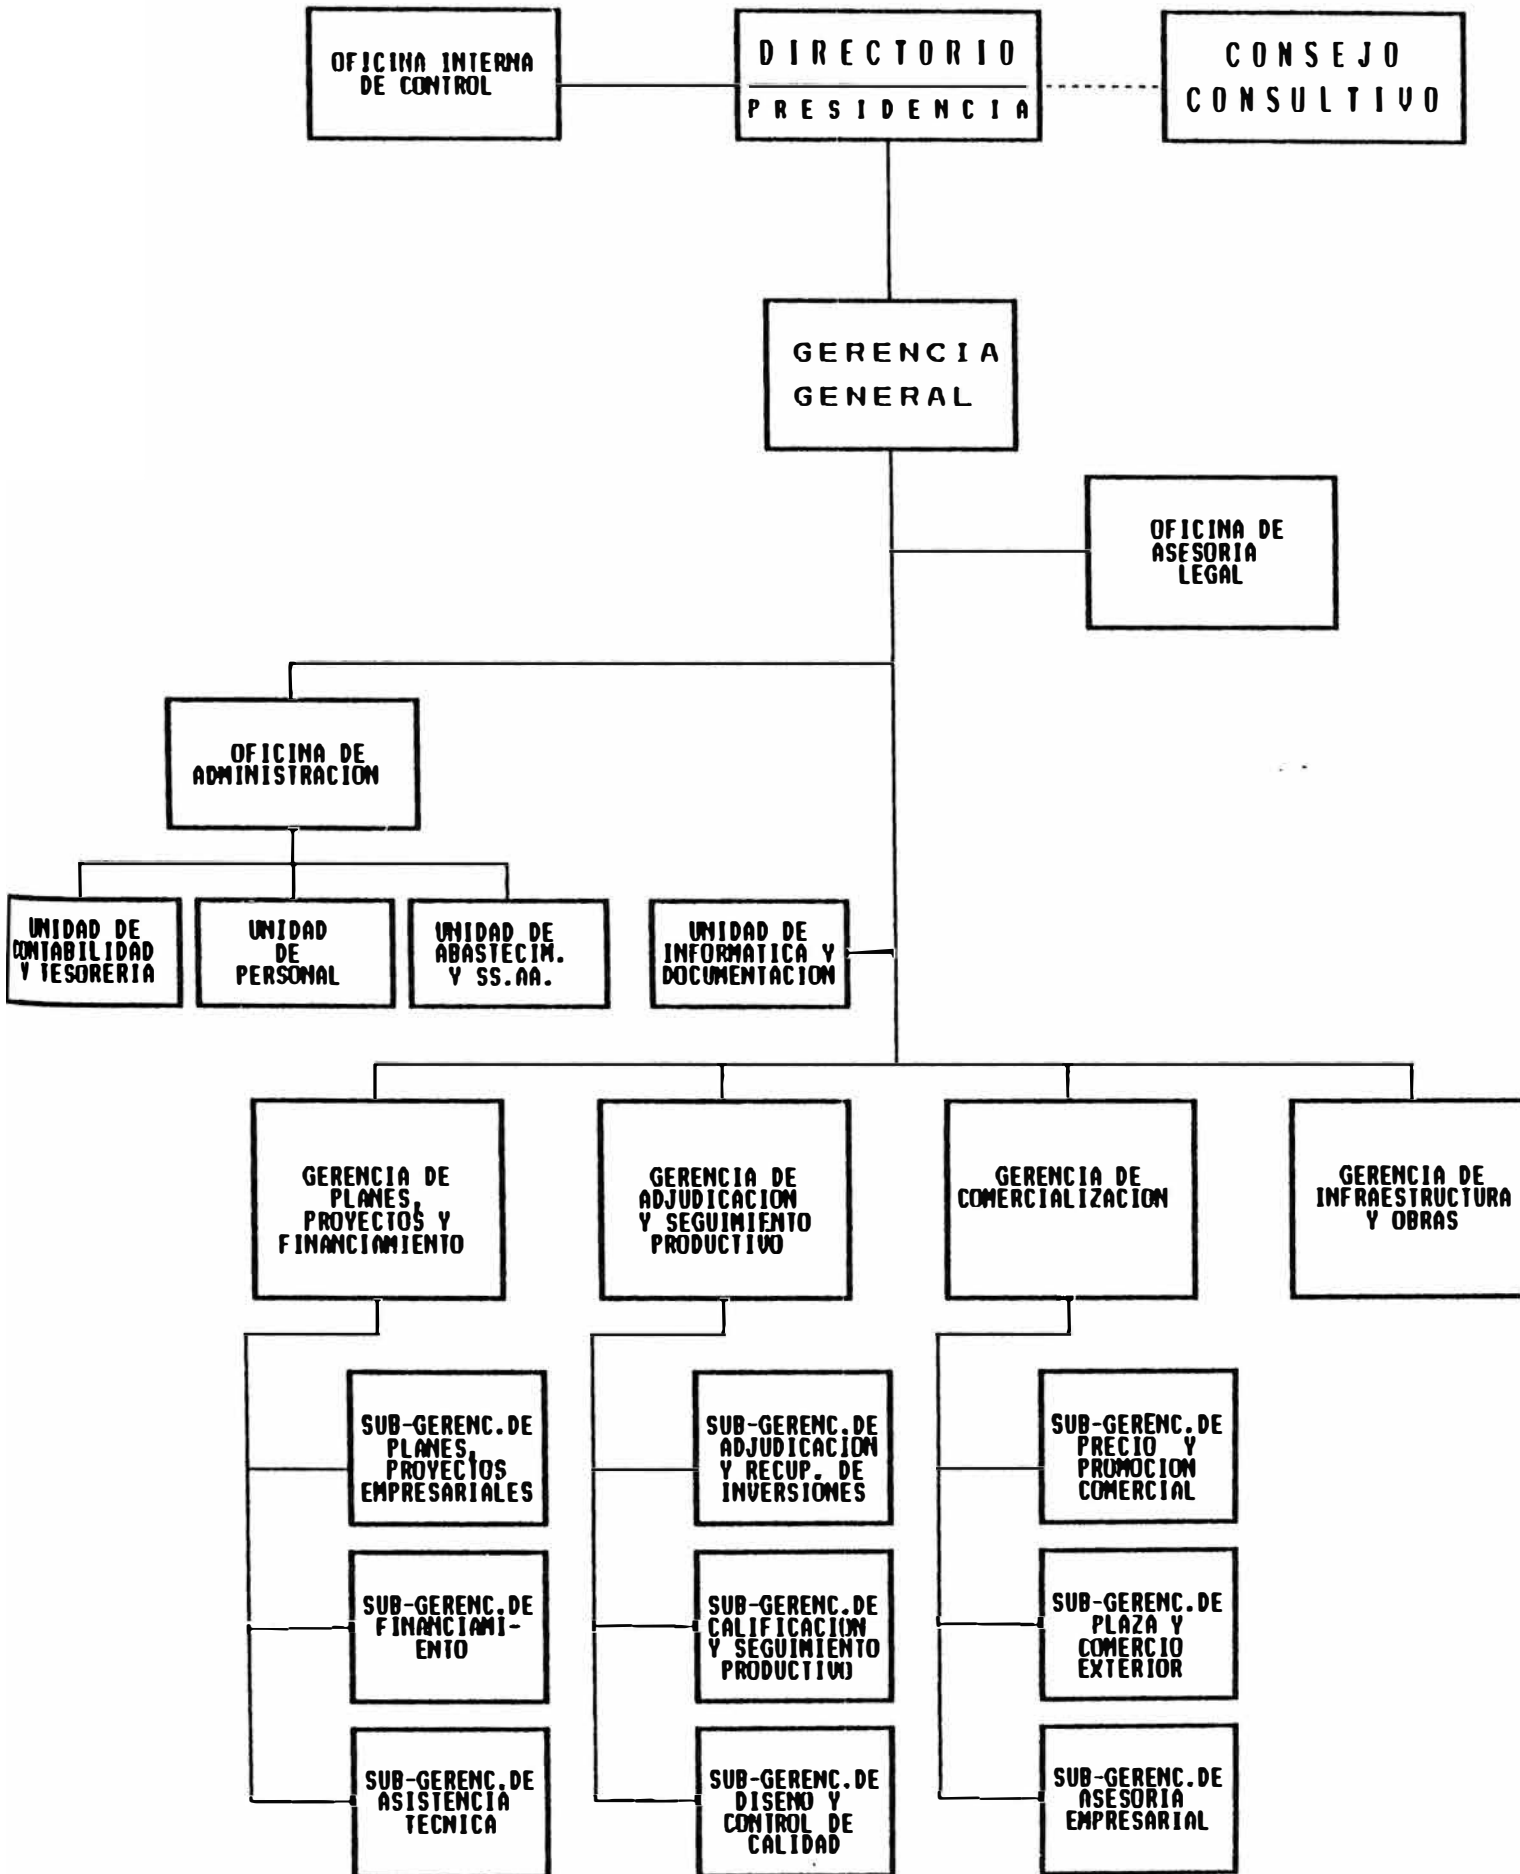 OFICINA INTERNA
DE CONTROL
DIRECTORIO
PRESIDENCIA
CONSEJO
CONSULTIVO
GERENCIA
GENERAL
OFICINA DE
ASESORIA
LEGAL
OFICINA DE
ADMINISTRACION
UNIDAD DE
CONTABILIDAD
Y TESORERIA
UNIDAD
DE
PERSONAL
UNIDAD DE
ABASTECIM.
Y SS.AA.
UNIDAD DE
INFORMATICA Y
DOCUMENTACION
GERENCIA DE
PLANES,
PROYECTOS Y
FINANCIAMIENTO
GERENCIA DE
ADJUDICACION
Y SEGUIMIENTO
PRODUCTIVO
GERENCIA DE
COMERCIALIZACION
GERENCIA DE
INFRAESTRUCTURA
Y OBRAS
SUB-GERENC.DE
PLANES,
PROYECTOS
EMPRESARIALES
SUB-GERENC.DE
ADJUDICACION
Y RECUP. DE
INVERSIONES
SUB-GERENC.DE
PRECIO Y
PROMOCION
COMERCIAL
SUB-GERENC.DE
FINANCIAMI-
ENTO
SUB-GERENC.DE
CALIFICACION
Y SEGUIMIENTO
PRODUCTIVO
SUB-GERENC.DE
PLAZA Y
COMERCIO
EXTERIOR
SUB-GERENC.DE
ASISTENCIA
TECNICA
SUB-GERENC.DE
DISENO Y
CONTROL DE
CALIDAD
SUB-GERENC.DE
ASESORIA
EMPRESARIAL